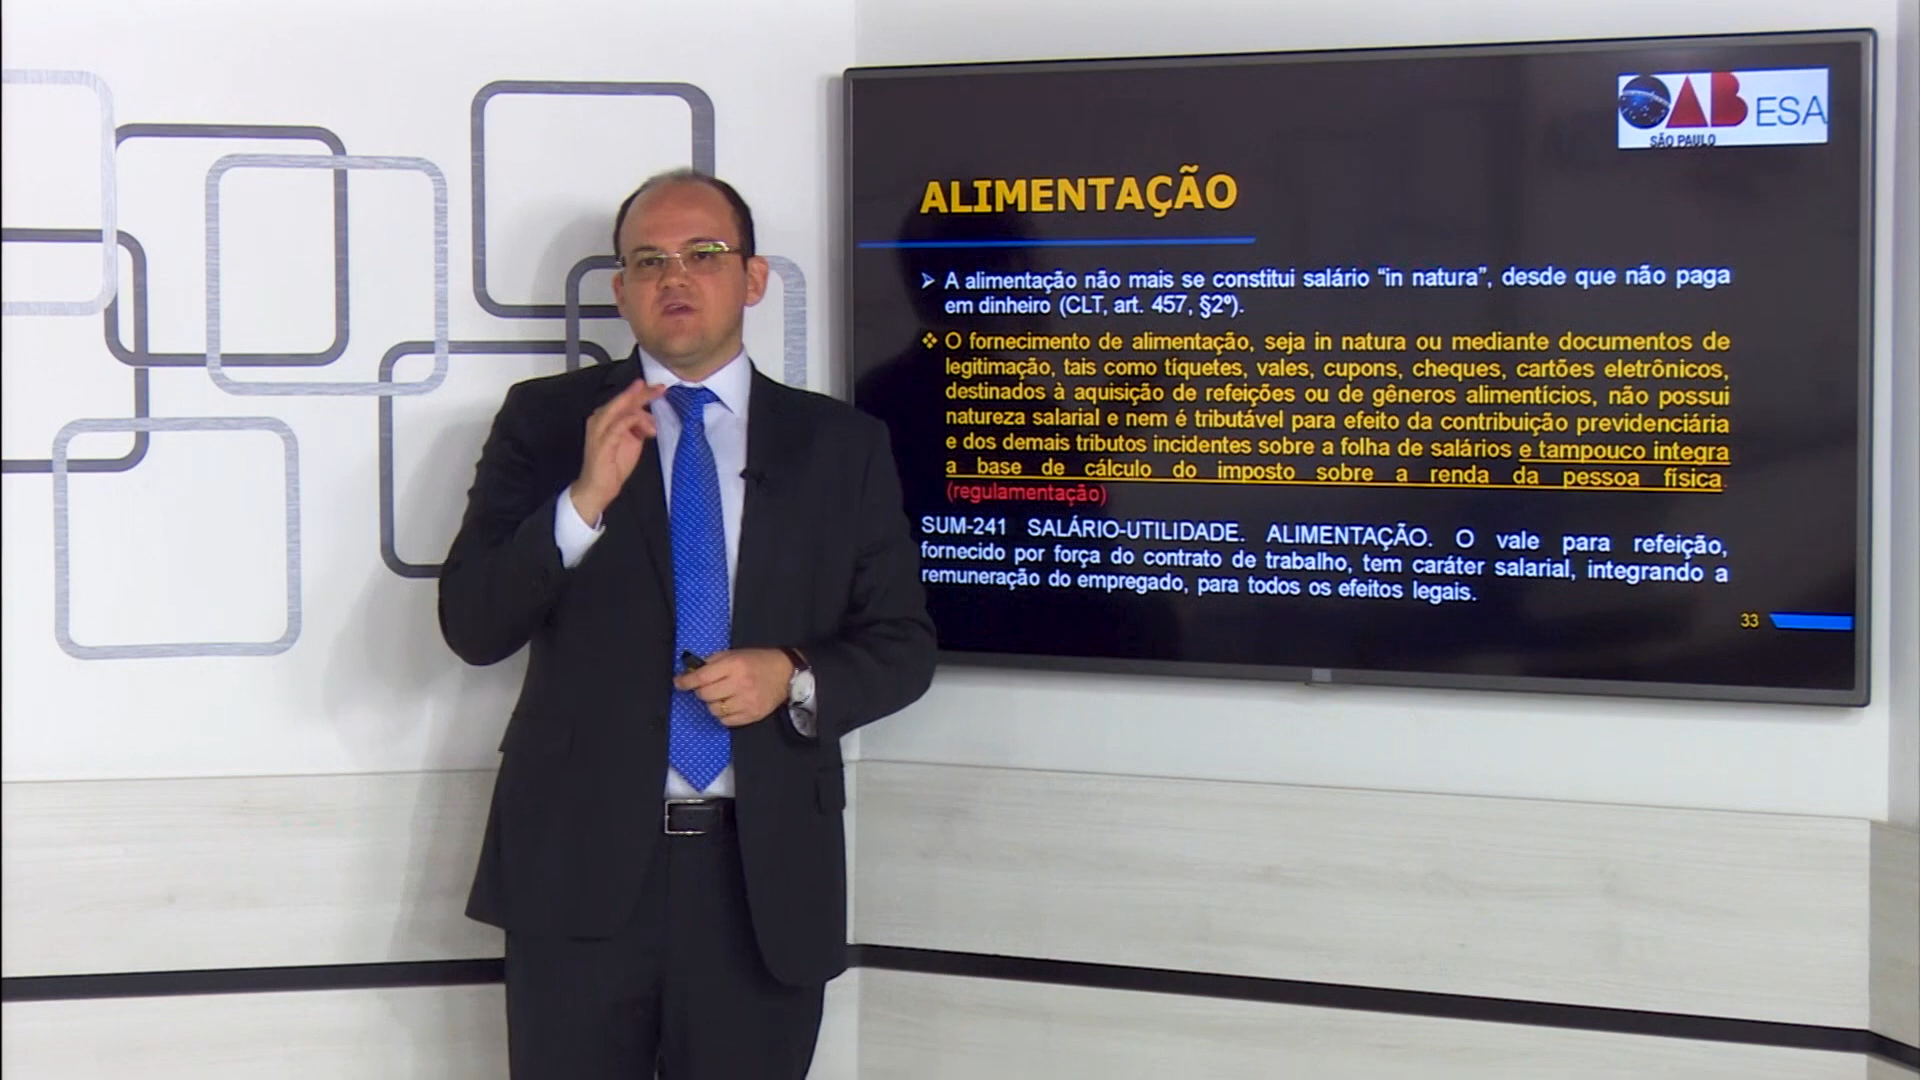 OAB ESA
SÃO PAULO
ALIMENTAÇÃO
A alimentação não mais se constitui salário “in natura”, desde que não paga
em dinheiro (CLT, art. 457, §2º).
O fornecimento de alimentação, seja in natura ou mediante documentos de
legitimação, tais como tíquetes, vales, cupons, cheques, cartões eletrônicos,
destinados à aquisição de refeições ou de gêneros alimentícios, não possui
natureza salarial e nem é tributável para efeito da contribuição previdenciária
e dos demais tributos incidentes sobre a folha de salários e tampouco integra
a base de cálculo do imposto sobre a renda da pessoa física.
(regulamentação)
SUM-241 SALÁRIO-UTILIDADE. ALIMENTAÇÃO. O vale para refeição,
fornecido por força do contrato de trabalho, tem caráter salarial, integrando a
remuneração do empregado, para todos os efeitos legais.
33